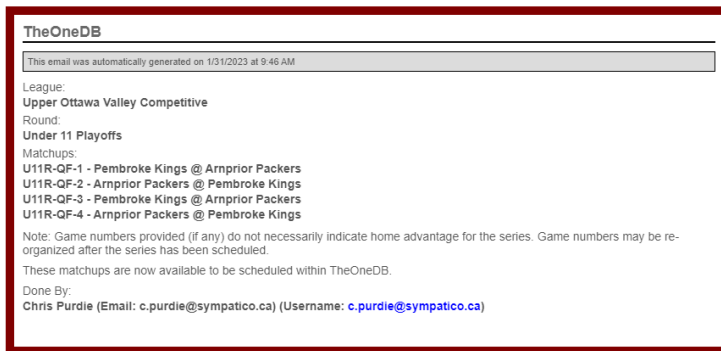 TheOneDB
This email was automatically generated on 1/31/2023 at 9:46 AM
League:
Upper Ottawa Valley Competitive
Round:
Under 11 Playoffs
Matchups:
U11R-QF-1 - Pembroke Kings @ Arnprior Packers
U11R-QF-2 - Arnprior Packers @ Pembroke Kings
U11R-QF-3 - Pembroke Kings @ Arnprior Packers
U11R-QF-4 - Arnprior Packers @ Pembroke Kings
Note: Game numbers provided (if any) do not necessarily indicate home advantage for the series. Game numbers may be re-
organized after the series has been scheduled.
These matchups are now available to be scheduled within TheOneDB.
Done By:
Chris Purdie (Email: c.purdie@sympatico.ca) (Username: c.purdie@sympatico.ca)